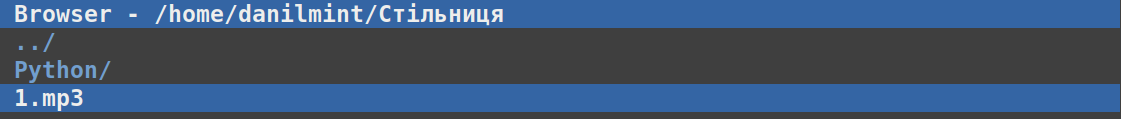 Browser - /home/danilmint/Стільниця
../
Python/
1.mp3